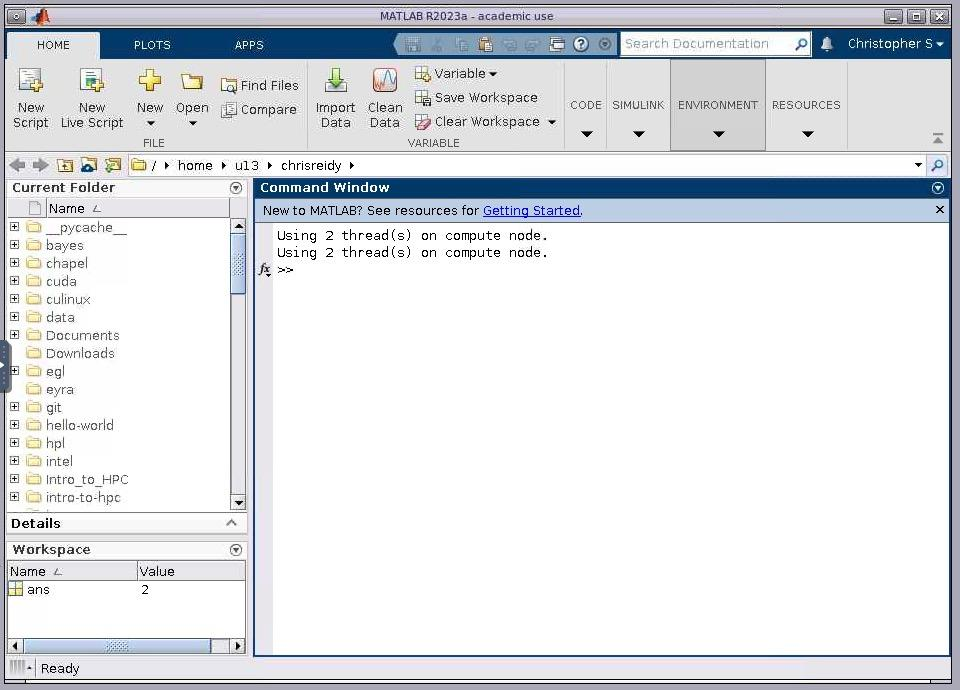 MATLAB R2023a - academic use
HOME PLOTS APPS Search Documentation Christopher S
New Script
New Live Script
New
Open
Find Files
Compare
FILE
Import Data
Clean Data
Variable
Save Workspace
Clear Workspace
VARIABLE
CODE
SIMULINK
ENVIRONMENT
RESOURCES
/ home u13 chrisreidy
Current Folder
Name
__pycache__
bayes
chapel
cuda
culinux
data
Documents
Downloads
egl
eyra
git
hello-world
hpl
intel
Intro_to_HPC
intro-to-hpc
Details
Workspace
Name Value
ans 2
Command Window
New to MATLAB? See resources for Getting Started.
Using 2 thread(s) on compute node.
Using 2 thread(s) on compute node.
fx >>
Ready